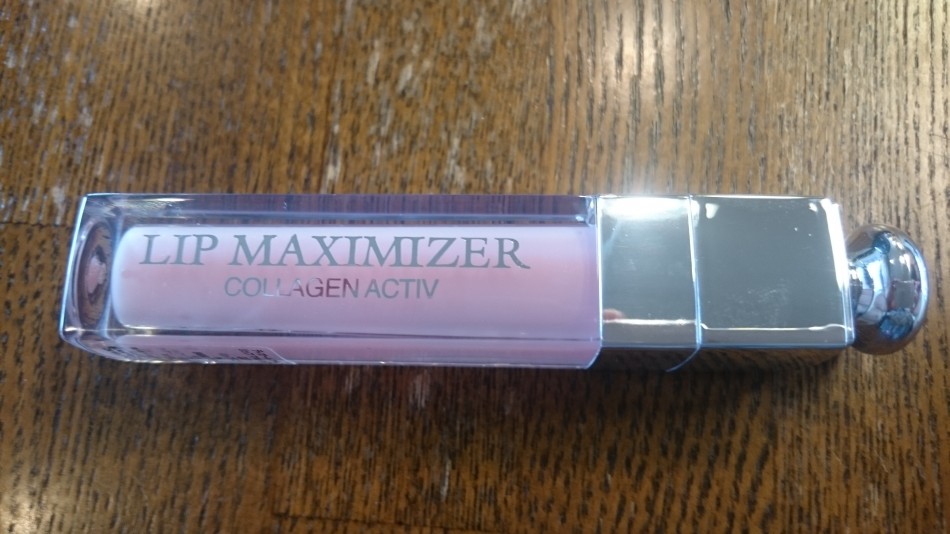 LIP MAXIMIZER
COLLAGEN ACTIV